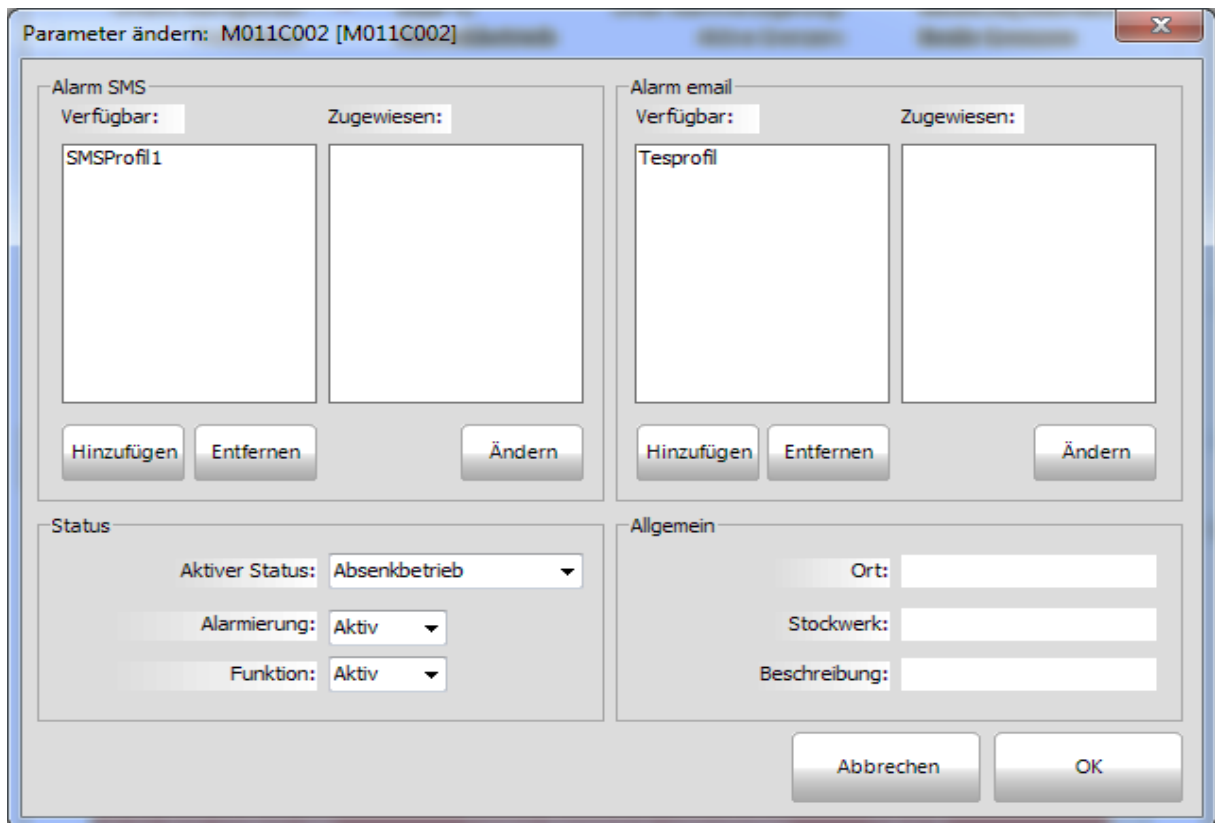 Parameter ändern: M011C002 [M011C002]
Alarm SMS
Verfügbar:
Zugewiesen:
SMSProfil1
Hinzufügen
Entfernen
Ändern
Alarm email
Verfügbar:
Zugewiesen:
Tesprofil
Hinzufügen
Entfernen
Ändern
Status
Aktiver Status: Absenkbetrieb
Alarmierung: Aktiv
Funktion: Aktiv
Allgemein
Ort:
Stockwerk:
Beschreibung:
Abbrechen
OK